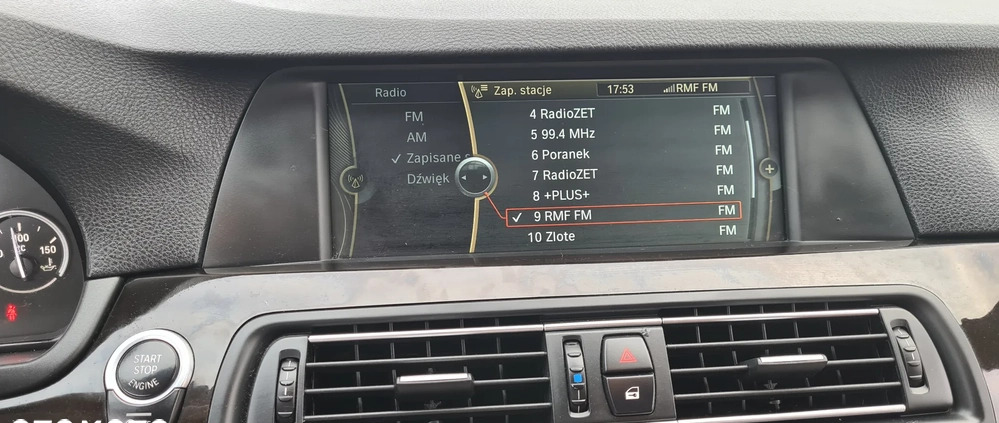 Radio
Zap. stacje 17:53 RMF FM
FM
AM
✓ Zapisane s
Dźwięk
4 RadioZET FM
5 99.4 MHz FM
6 Poranek FM
7 RadioZET FM
8 +PLUS+ FM
✓ 9 RMF FM FM
10 Zlote FM
100
150
START
STOP
ENGINE
OTOMOTO